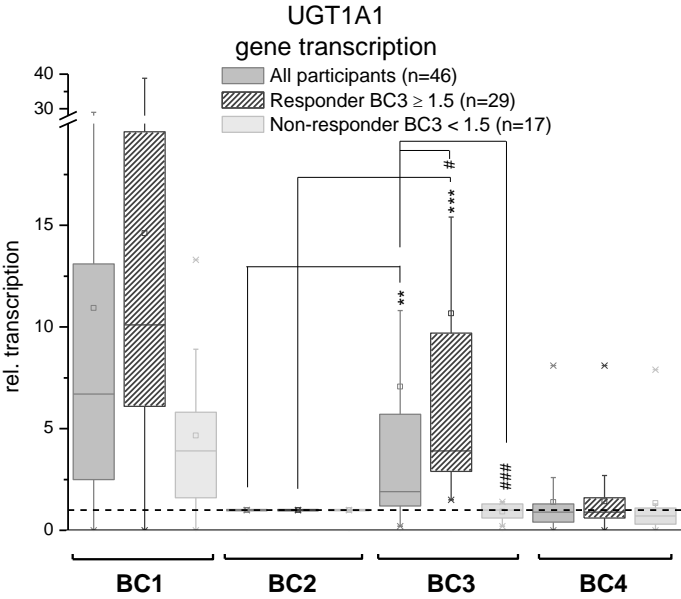 UGT1A1
gene transcription
All participants (n=46)
Responder BC3 ≥ 1.5 (n=29)
Non-responder BC3 < 1.5 (n=17)
rel. transcription
40
30
15
10
5
0
#
***
**
###
BC1 BC2 BC3 BC4